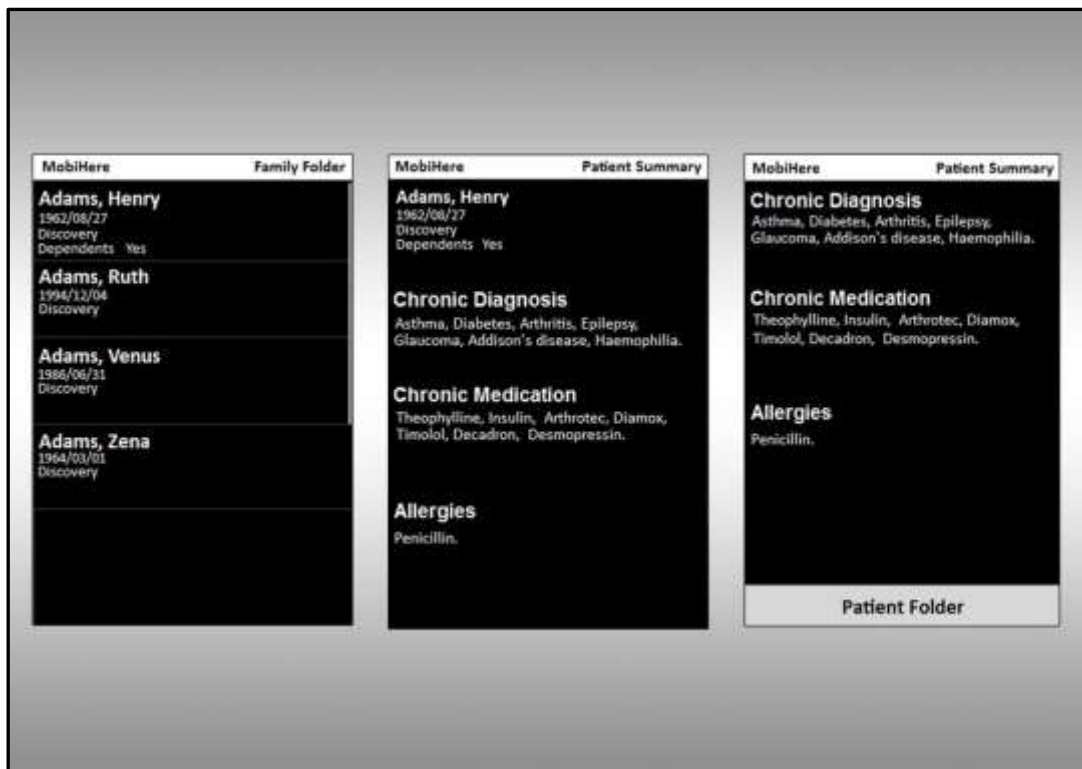 MobiHere Family Folder
Adams, Henry
1962/08/27
Discovery
Dependents Yes
Adams, Ruth
1994/12/04
Discovery
Adams, Venus
1986/06/31
Discovery
Adams, Zena
1964/03/01
Discovery
MobiHere Patient Summary
Adams, Henry
1962/08/27
Discovery
Dependents Yes
Chronic Diagnosis
Asthma, Diabetes, Arthritis, Epilepsy,
Glaucoma, Addison's disease, Haemophilia.
Chronic Medication
Theophylline, Insulin, Arthrotec, Diamox,
Timolol, Decadron, Desmopressin.
Allergies
Penicillin.
MobiHere Patient Summary
Chronic Diagnosis
Asthma, Diabetes, Arthritis, Epilepsy,
Glaucoma, Addison's disease, Haemophilia.
Chronic Medication
Theophylline, Insulin, Arthrotec, Diamox,
Timolol, Decadron, Desmopressin.
Allergies
Penicillin.
Patient Folder